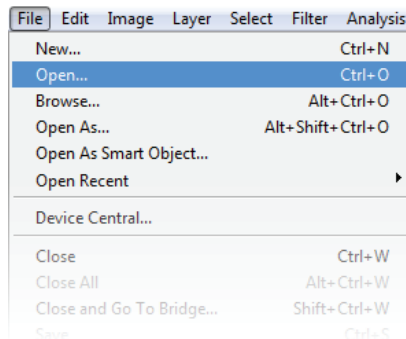 File Edit Image Layer Select Filter Analysis
New... Ctrl+N
Open... Ctrl+O
Browse... Alt+Ctrl+O
Open As... Alt+Shift+Ctrl+O
Open As Smart Object...
Open Recent
Device Central...
Close Ctrl+W
Close All Alt+Ctrl+W
Close and Go To Bridge... Shift+Ctrl+W
Save Ctrl+S